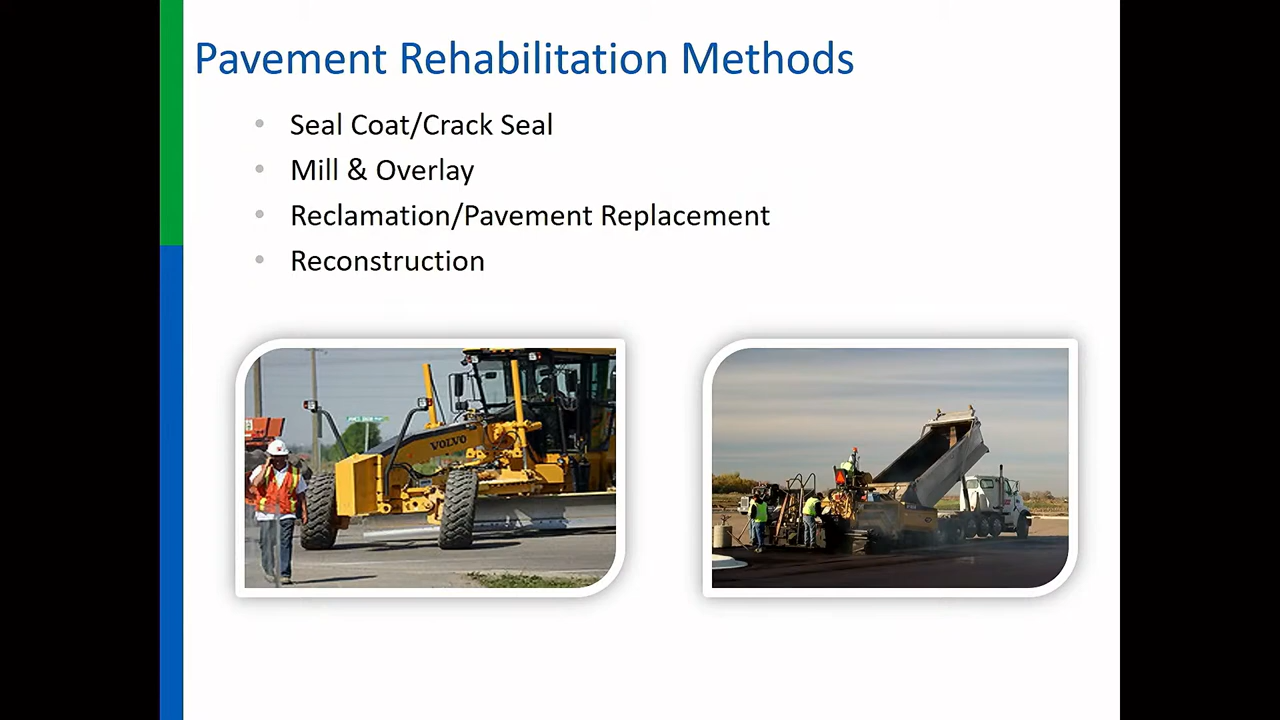 Pavement Rehabilitation Methods
• Seal Coat/Crack Seal
• Mill & Overlay
• Reclamation/Pavement Replacement
• Reconstruction
VOLVO